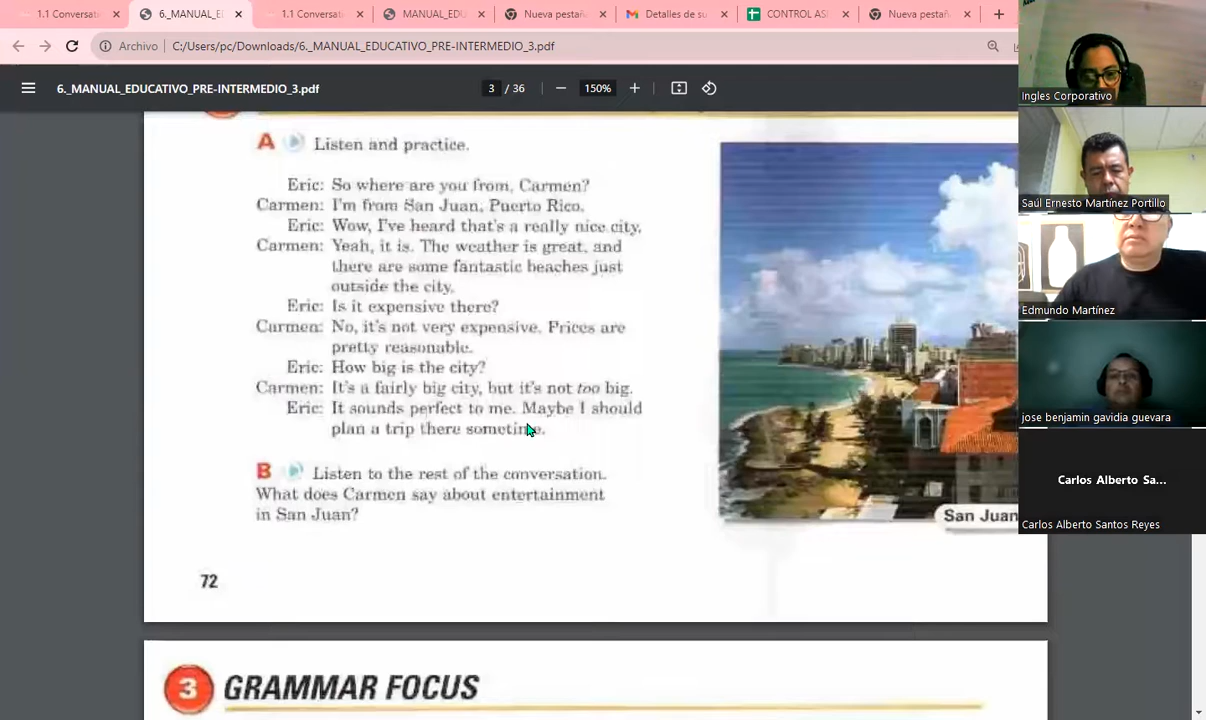 1.1 Conversat
6._MANUAL_E
1.1 Conversat
MANUAL_EDU
Nueva pestañ
Detalles de su
CONTROL ASI
Nueva pestañ
Archivo
C:/Users/pc/Downloads/6._MANUAL_EDUCATIVO_PRE-INTERMEDIO_3.pdf
6._MANUAL_EDUCATIVO_PRE-INTERMEDIO_3.pdf
3 / 36
150%
A Listen and practice.
Eric: So where are you from, Carmen?
Carmen: I'm from San Juan, Puerto Rico.
Eric: Wow, I've heard that's a really nice city.
Carmen: Yeah, it is. The weather is great, and
there are some fantastic beaches just
outside the city.
Eric: Is it expensive there?
Carmen: No, it's not very expensive. Prices are
pretty reasonable.
Eric: How big is the city?
Carmen: It's a fairly big city, but it's not too big.
Eric: It sounds perfect to me. Maybe I should
plan a trip there sometime.
B Listen to the rest of the conversation.
What does Carmen say about entertainment
in San Juan?
San Juan
72
3 GRAMMAR FOCUS
Ingles Corporativo
Saúl Ernesto Martínez Portillo
Edmundo Martínez
jose benjamin gavidia guevara
Carlos Alberto Sa...
Carlos Alberto Santos Reyes